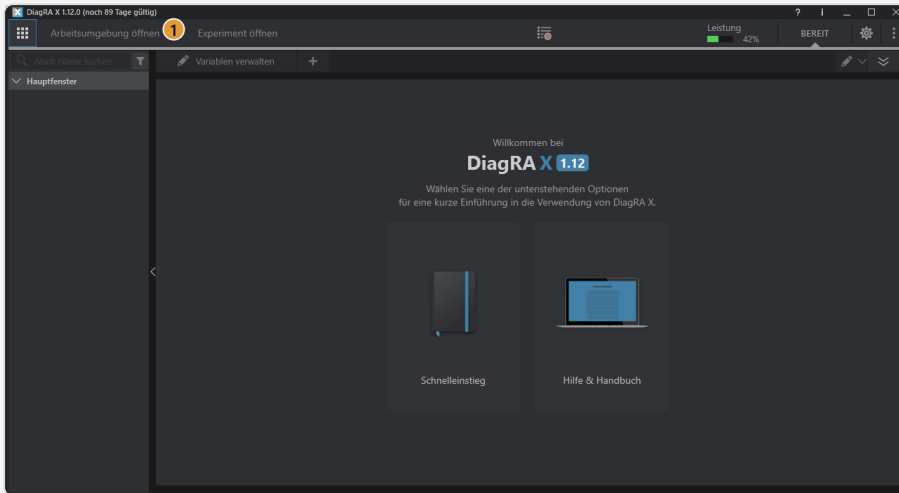 DiagRA X 1.12.0 (noch 89 Tage gültig)
Arbeitsumgebung öffnen 1 Experiment öffnen Leistung 42% BEREIT
Nach Name suchen Variablen verwalten
Hauptfenster
Willkommen bei
DiagRA X 1.12
Wählen Sie eine der untenstehenden Optionen
für eine kurze Einführung in die Verwendung von DiagRA X.
Schnelleinstieg Hilfe & Handbuch